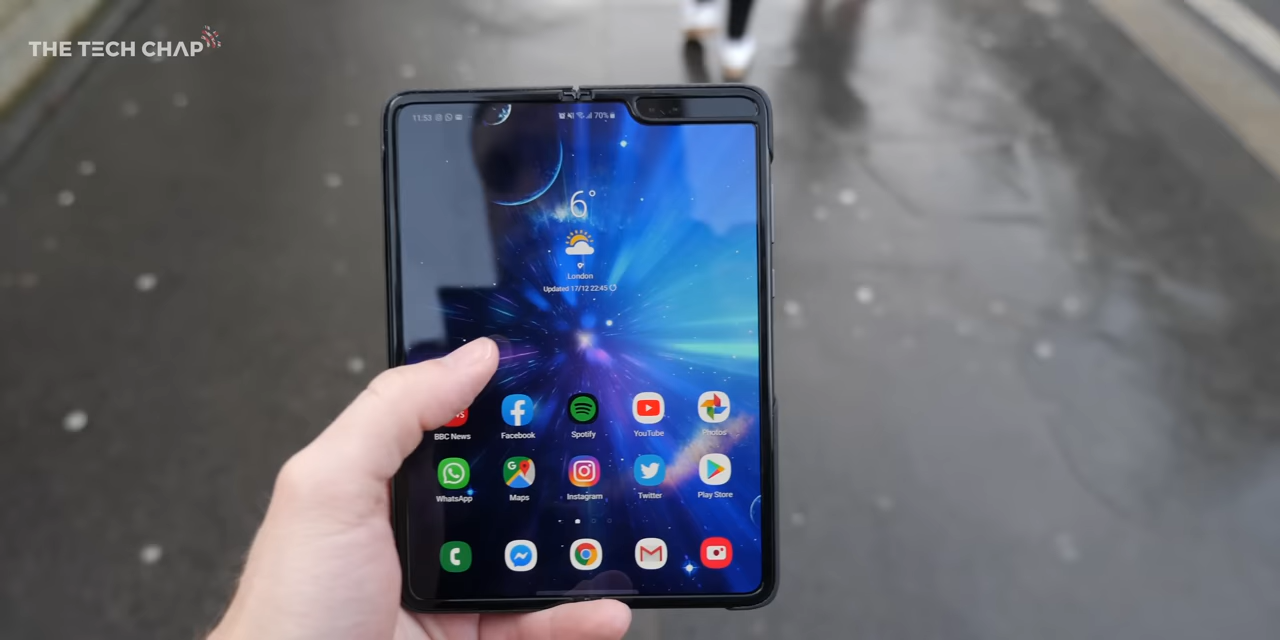 THE TECH CHAP
11:53 70%
6°
London
Updated 17/12 22:45
BBC News Facebook Spotify YouTube Photos
WhatsApp Maps Instagram Twitter Play Store